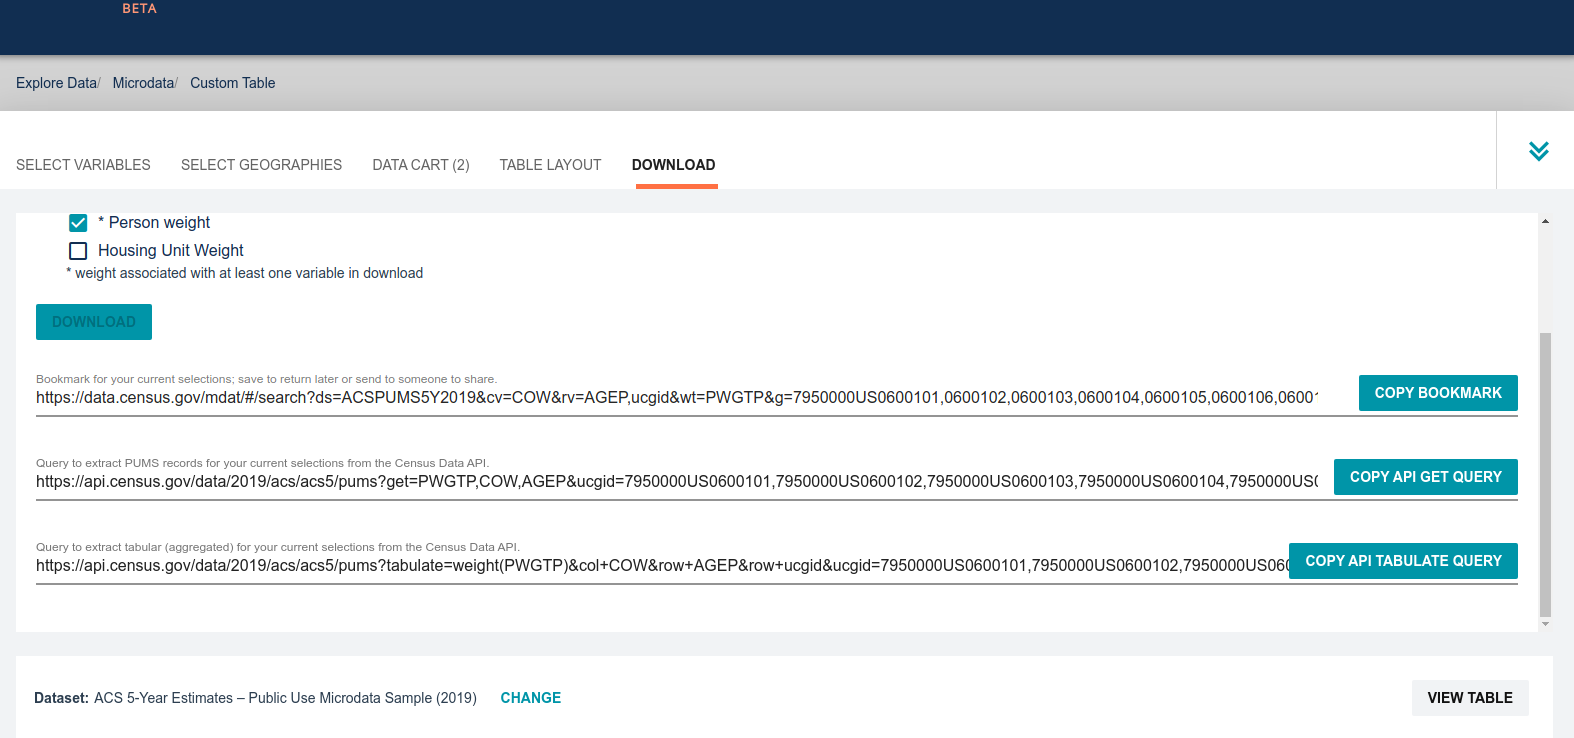 BETA
Explore Data/ Microdata/ Custom Table
SELECT VARIABLES SELECT GEOGRAPHIES DATA CART (2) TABLE LAYOUT DOWNLOAD
* Person weight
Housing Unit Weight
* weight associated with at least one variable in download
DOWNLOAD
Bookmark for your current selections; save to return later or send to someone to share.
https://data.census.gov/mdat/#/search?ds=ACSPUMS5Y2019&cv=COW&rv=AGEP,ucgid&wt=PWGTP&g=7950000US0600101,0600102,0600103,0600104,0600105,0600106,0600
COPY BOOKMARK
Query to extract PUMS records for your current selections from the Census Data API.
https://api.census.gov/data/2019/acs/acs5/pums?get=PWGTP,COW,AGEP&ucgid=7950000US0600101,7950000US0600102,7950000US0600103,7950000US0600104,7950000US
COPY API GET QUERY
Query to extract tabular (aggregated) for your current selections from the Census Data API.
https://api.census.gov/data/2019/acs/acs5/pums?tabulate=weight(PWGTP)&col+COW&row+AGEP&row+ucgid&ucgid=7950000US0600101,7950000US0600102,7950000US06
COPY API TABULATE QUERY
Dataset: ACS 5-Year Estimates – Public Use Microdata Sample (2019) CHANGE
VIEW TABLE